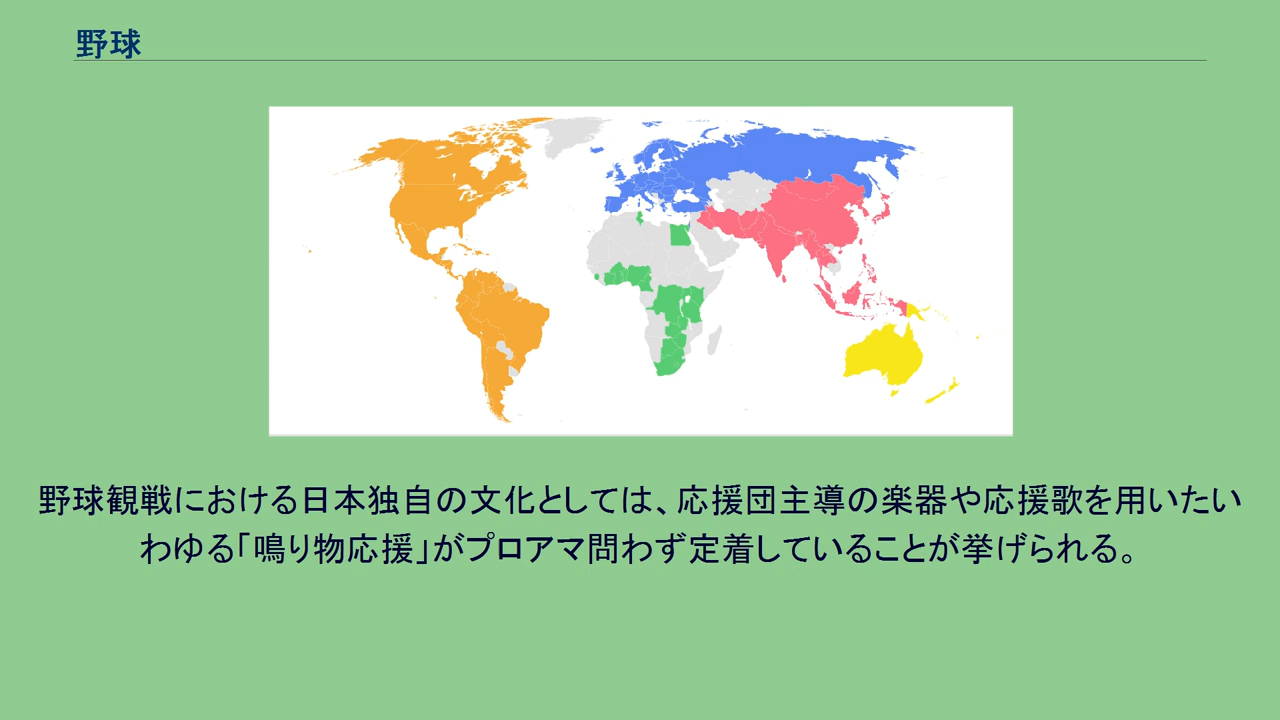 野球
野球観戦における日本独自の文化としては、応援団主導の楽器や応援歌を用いたい
わゆる「鳴り物応援」がプロアマ問わず定着していることが挙げられる。